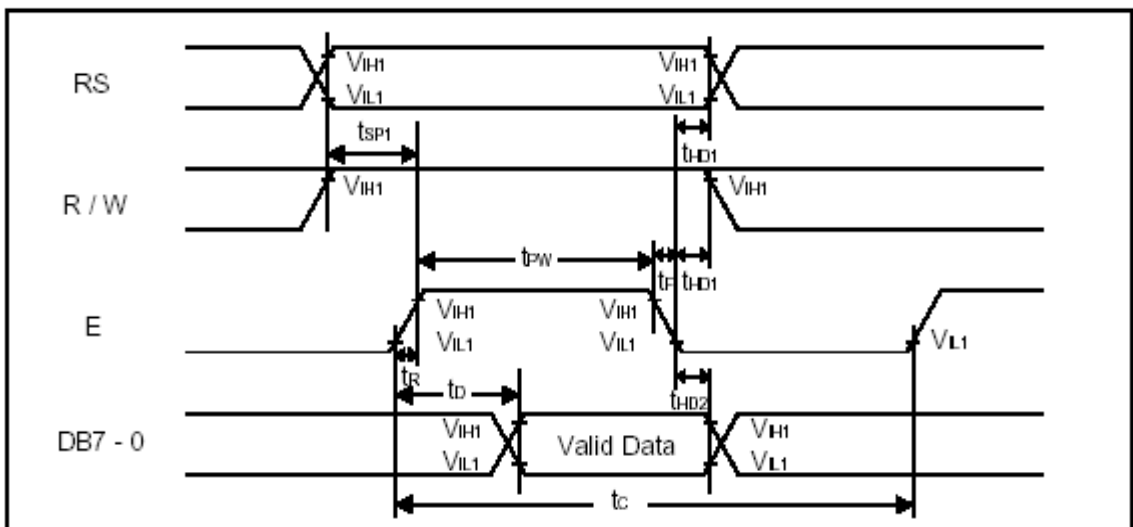 RS
VIH1
VIL1
VIH1
VIL1
tSP1
tHD1
R / W
VIH1
VIH1
tPW
tF
tHD1
E
VIH1
VIL1
VIH1
VIL1
VIL1
tR
tD
tHD2
DB7 - 0
VIH1
VIL1
Valid Data
VIH1
VIL1
tC